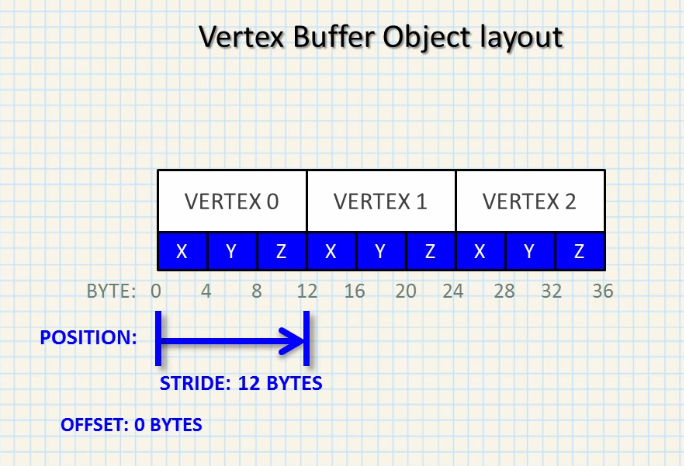 Vertex Buffer Object layout
VERTEX 0 VERTEX 1 VERTEX 2
X Y Z X Y Z X Y Z
BYTE: 0 4 8 12 16 20 24 28 32 36
POSITION:
STRIDE: 12 BYTES
OFFSET: 0 BYTES